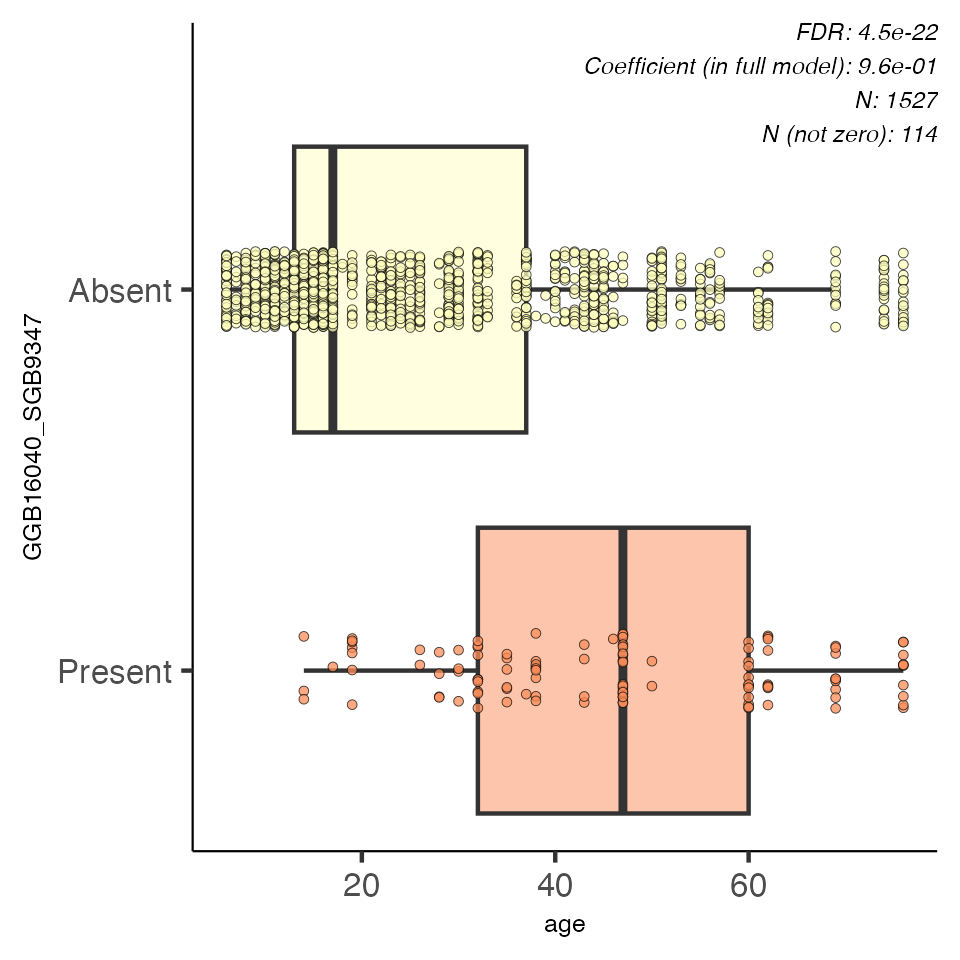 FDR: 4.5e-22
Coefficient (in full model): 9.6e-01
N: 1527
N (not zero): 114
GGB16040_SGB9347
Absent
Present
20 40 60
age